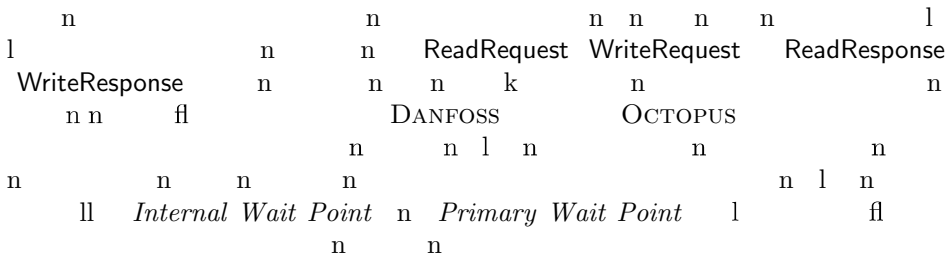 n n n n n n l
l n n ReadRequest WriteRequest ReadResponse
WriteResponse n n n k n n
n n fl DANFOSS OCTOPUS
n n l n n n
n n n n n l n
ll Internal Wait Point n Primary Wait Point l fl
n n